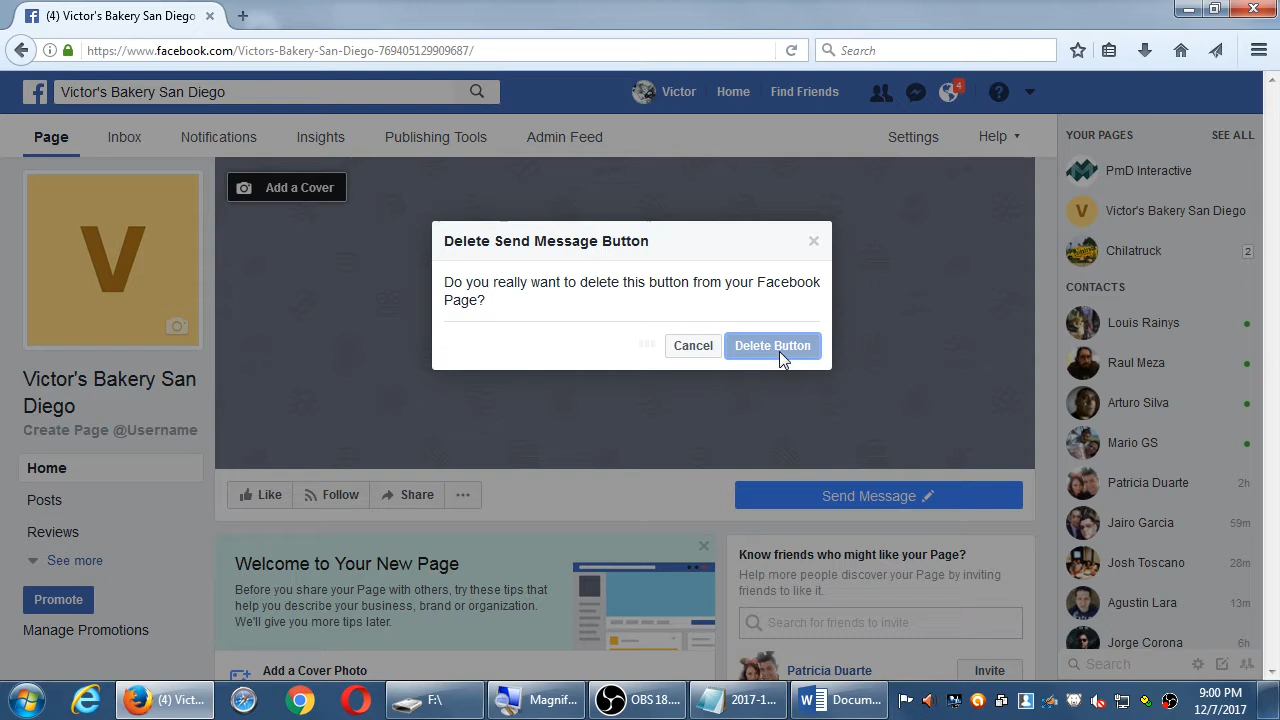 (4) Victor's Bakery San Diego
https://www.facebook.com/Victors-Bakery-San-Diego-769405129909687/
Search
Victor's Bakery San Diego
Victor
Home
Find Friends
4
Page
Inbox
Notifications
Insights
Publishing Tools
Admin Feed
Settings
Help
YOUR PAGES
SEE ALL
PmD Interactive
Victor's Bakery San Diego
Chilatruck
2
CONTACTS
Louis Rainys
Raul Meza
Arturo Silva
Mario GS
Patricia Duarte
2h
Jairo Garcia
59m
Josh Toscano
28m
Agustin Lara
13m
Jorge Corona
6h
Search
V
V
Victor's Bakery San
Diego
Create Page @Username
Home
Posts
Reviews
See more
Promote
Manage Promotions
Add a Cover
Delete Send Message Button
Do you really want to delete this button from your Facebook
Page?
Cancel
Delete Button
Like
Follow
Share
Send Message
Welcome to Your New Page
Before you share your Page with others, try these tips that
help you describe your business, brand or organization.
We'll give you more tips later.
Add a Cover Photo
Know friends who might like your Page?
Help more people discover your Page by inviting
friends to like it.
Search for friends to invite
Patricia Duarte
Invite
(4) Vict...
F:\
Magnif...
OBS 18....
2017-1...
Docum...
9:00 PM
12/7/2017